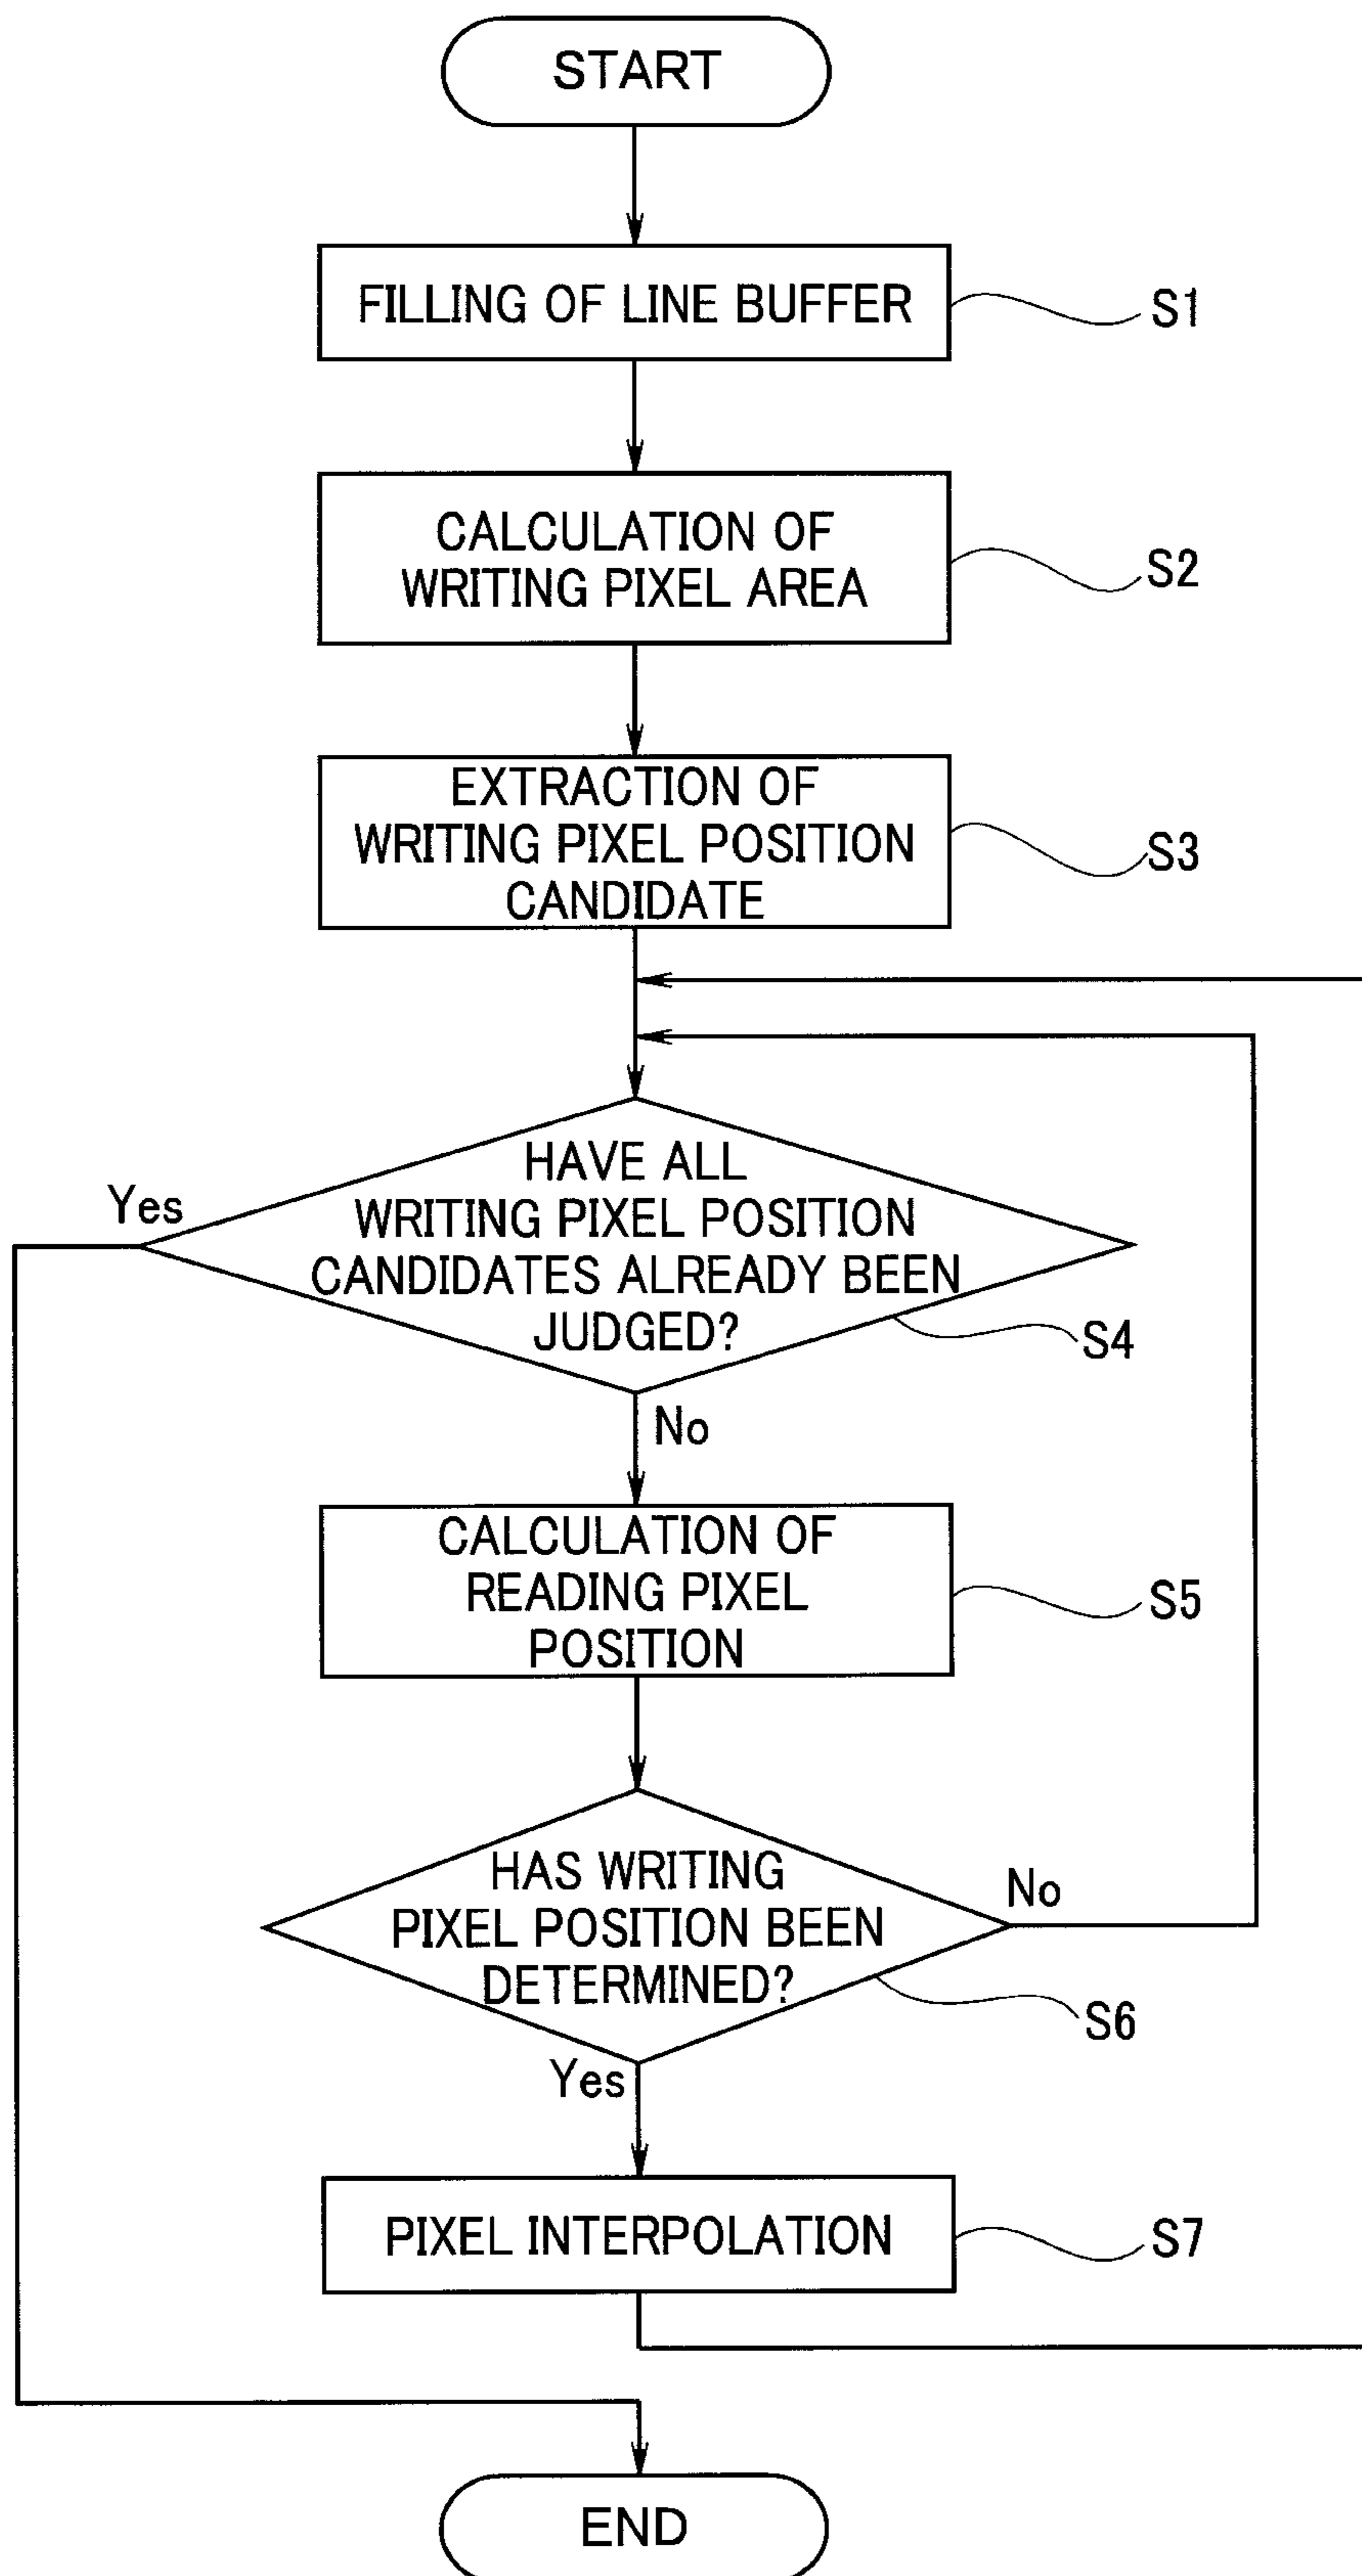 START
FILLING OF LINE BUFFER
S1
CALCULATION OF
WRITING PIXEL AREA
S2
EXTRACTION OF
WRITING PIXEL POSITION
CANDIDATE
S3
HAVE ALL
WRITING PIXEL POSITION
CANDIDATES ALREADY BEEN
JUDGED?
Yes
S4
No
CALCULATION OF
READING PIXEL
POSITION
S5
HAS WRITING
PIXEL POSITION BEEN
DETERMINED?
No
S6
Yes
PIXEL INTERPOLATION
S7
END